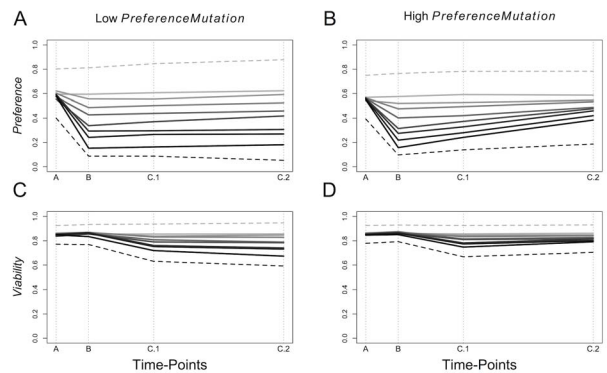 A
Low PreferenceMutation
B
High PreferenceMutation
Preference
1.0
0.8
0.6
0.4
0.2
0.0
A
B
C.1
C.2
1.0
0.8
0.6
0.4
0.2
0.0
A
B
C.1
C.2
C
D
Viability
1.0
0.8
0.6
0.4
0.2
0.0
A
B
C.1
C.2
1.0
0.8
0.6
0.4
0.2
0.0
A
B
C.1
C.2
Time-Points
Time-Points